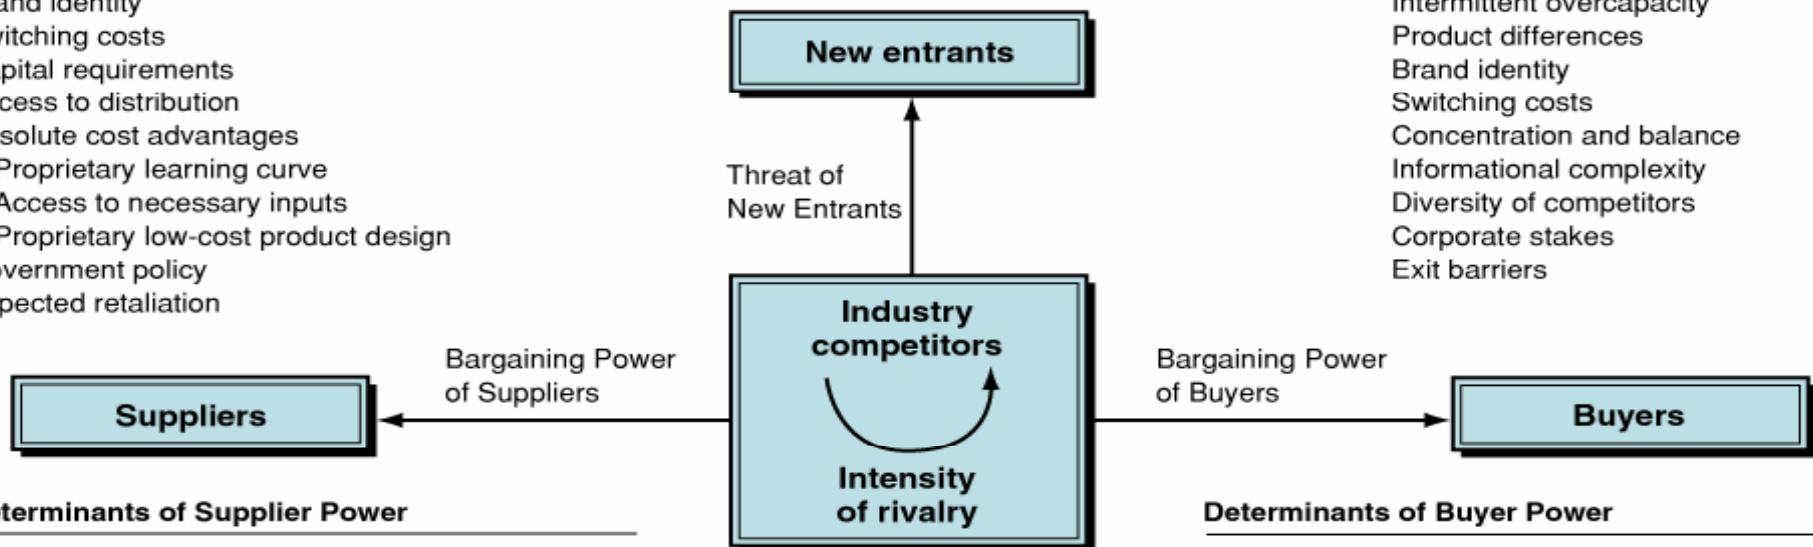 and identity
witching costs
pital requirements
cess to distribution
solute cost advantages
Proprietary learning curve
Access to necessary inputs
Proprietary low-cost product design
overnment policy
pected retaliation
New entrants
Intermittent overcapacity
Product differences
Brand identity
Switching costs
Concentration and balance
Informational complexity
Diversity of competitors
Corporate stakes
Exit barriers
Threat of
New Entrants
Industry
competitors
Intensity
of rivalry
Bargaining Power
of Suppliers
Suppliers
Bargaining Power
of Buyers
Buyers
terminants of Supplier Power
Determinants of Buyer Power